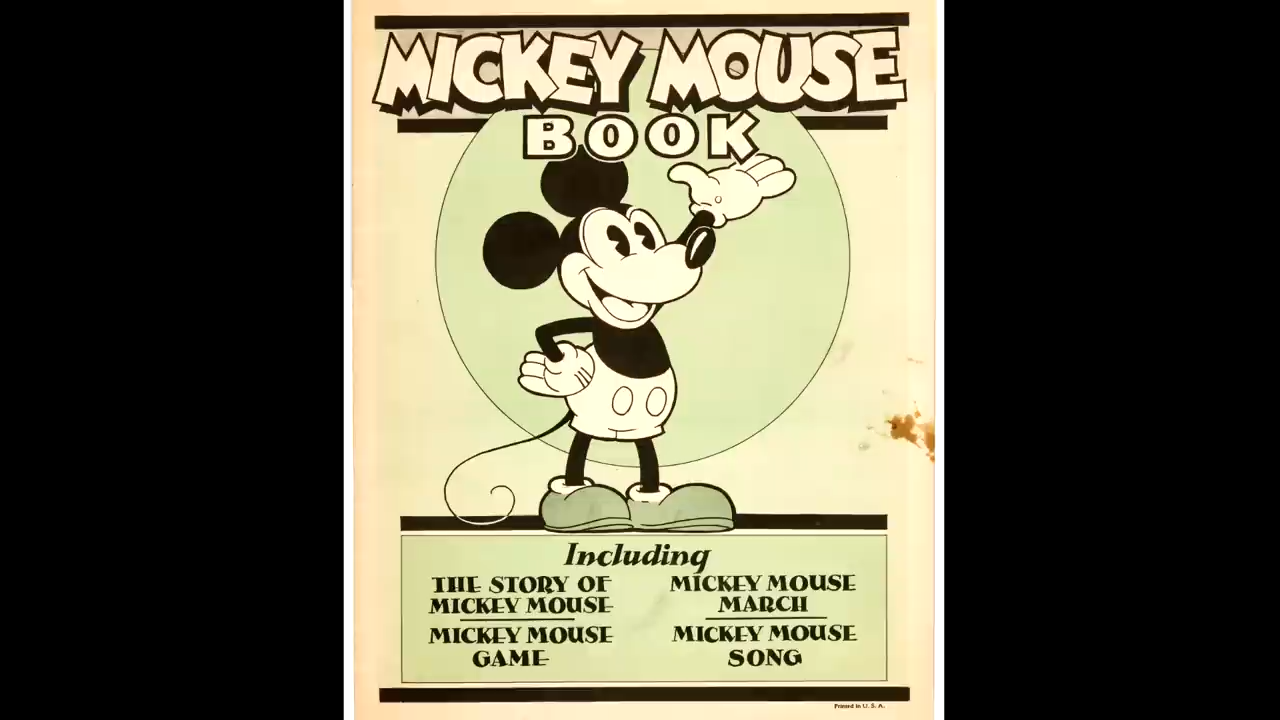 MICKEY MOUSE
BOOK
Including
THE STORY OF
MICKEY MOUSE
MICKEY MOUSE
GAME
MICKEY MOUSE
MARCH
MICKEY MOUSE
SONG
Printed in U. S. A.